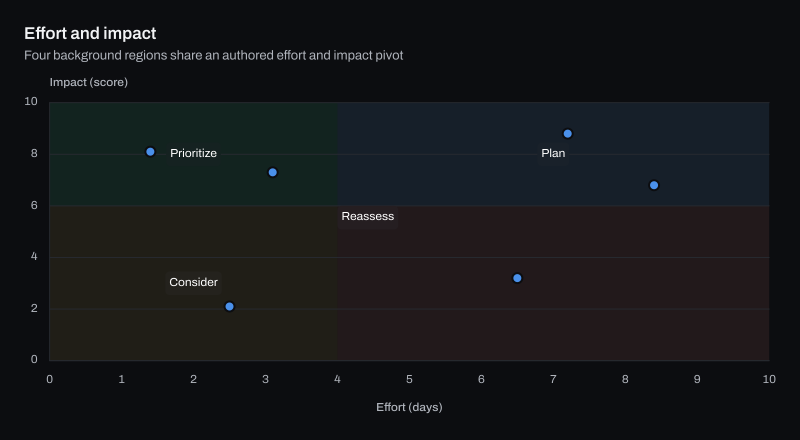 Effort and impact
Four background regions share an authored effort and impact pivot
Impact (score)
10
8
6
4
2
0
Prioritize
Plan
Reassess
Consider
0 1 2 3 4 5 6 7 8 9 10
Effort (days)